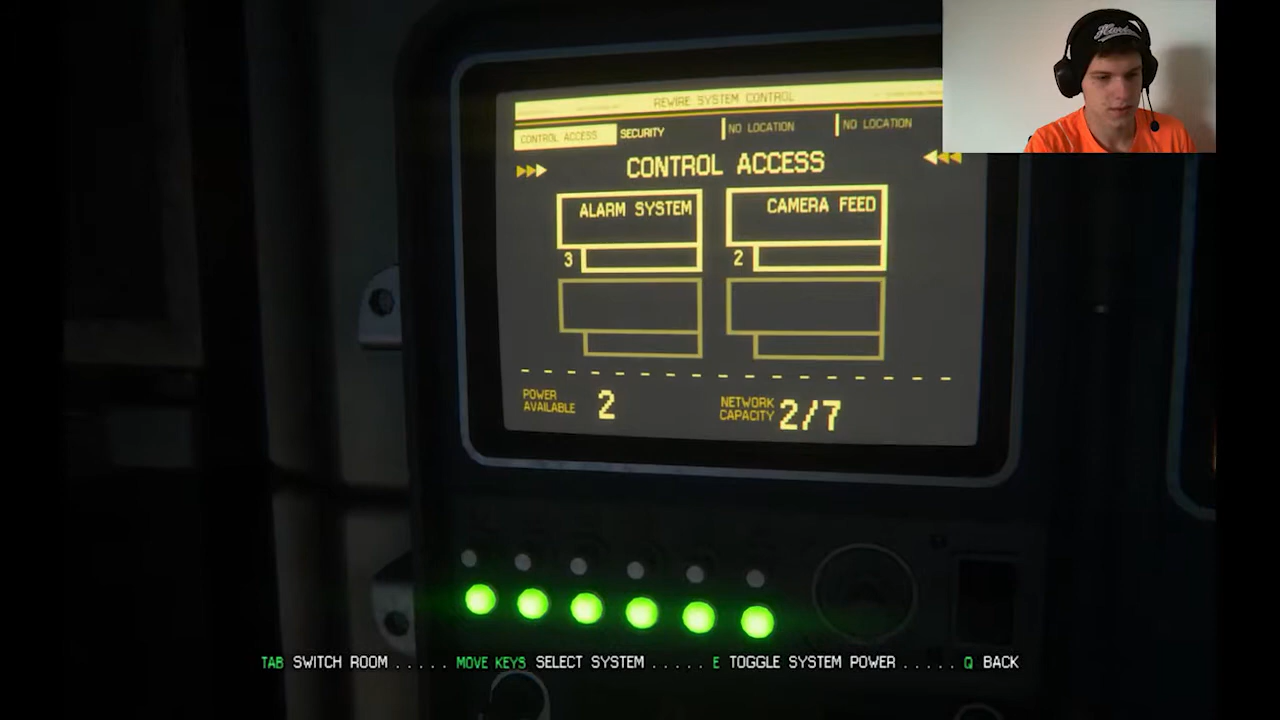 REWIRE SYSTEM CONTROL
CONTROL ACCESS SECURITY NO LOCATION NO LOCATION
CONTROL ACCESS
ALARM SYSTEM CAMERA FEED
3 2
POWER AVAILABLE 2 NETWORK CAPACITY 2/7
TAB SWITCH ROOM ..... MOVE KEYS SELECT SYSTEM ..... E TOGGLE SYSTEM POWER ..... Q BACK